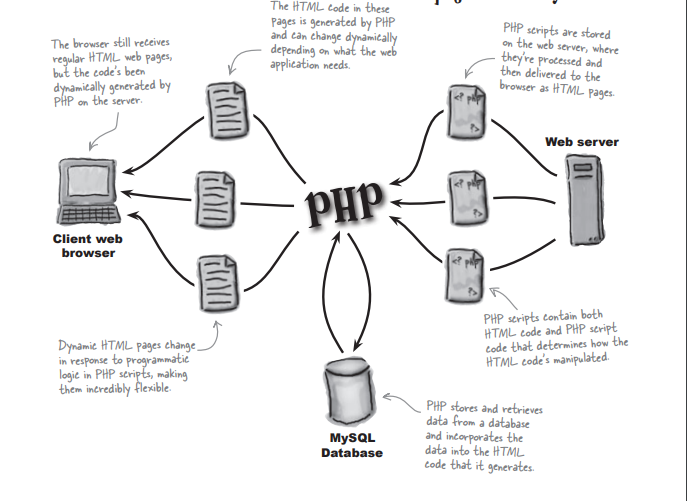 The HTML code in these
pages is generated by PHP
and can change dynamically
depending on what the web
application needs.
PHP scripts are stored
on the web server, where
they're processed and
then delivered to the
browser as HTML pages.
The browser still receives
regular HTML web pages,
but the code's been
dynamically generated by
PHP on the server.
<? php
?>
Web server
PHP
<? php
?>
Client web
browser
<? php
?>
Dynamic HTML pages change
in response to programmatic
logic in PHP scripts, making
them incredibly flexible.
PHP scripts contain both
HTML code and PHP script
code that determines how the
HTML code's manipulated.
MySQL
Database
PHP stores and retrieves
data from a database
and incorporates the
data into the HTML
code that it generates.